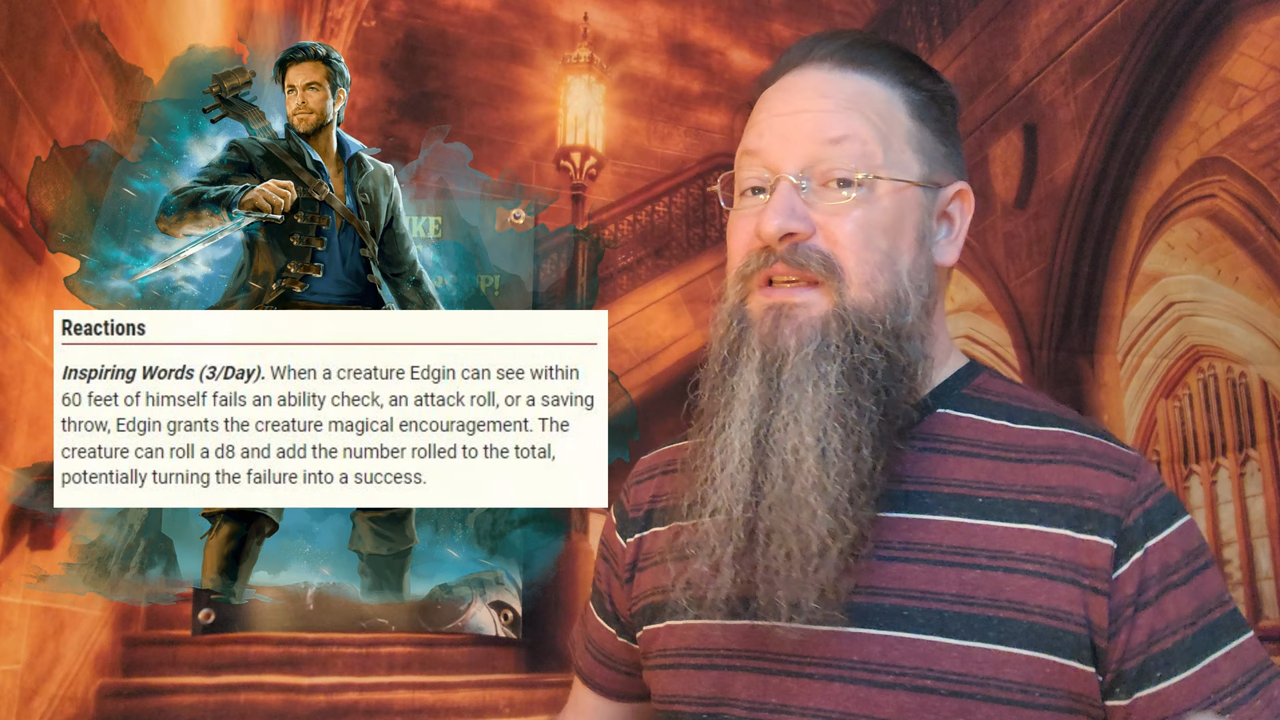 Reactions
Inspiring Words (3/Day). When a creature Edgin can see within
60 feet of himself fails an ability check, an attack roll, or a saving
throw, Edgin grants the creature magical encouragement. The
creature can roll a d8 and add the number rolled to the total,
potentially turning the failure into a success.